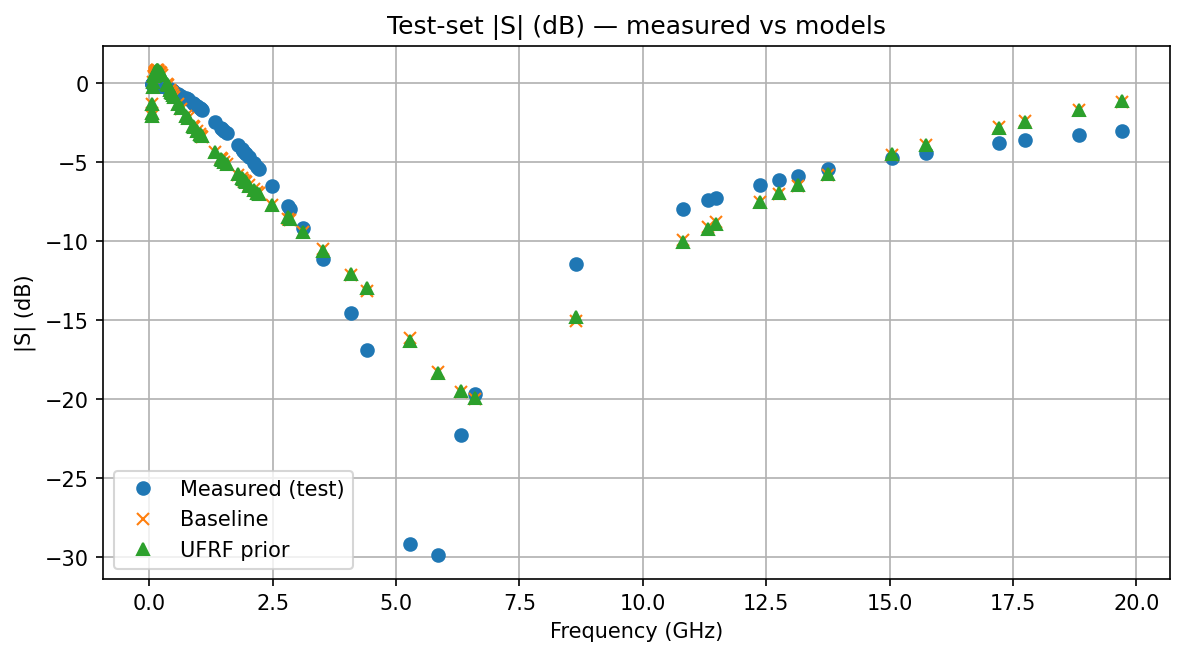 Test-set |S| (dB) — measured vs models
|S| (dB)
0
−5
−10
−15
−20
−25
−30
Measured (test)
Baseline
UFRF prior
0.0 2.5 5.0 7.5 10.0 12.5 15.0 17.5 20.0
Frequency (GHz)